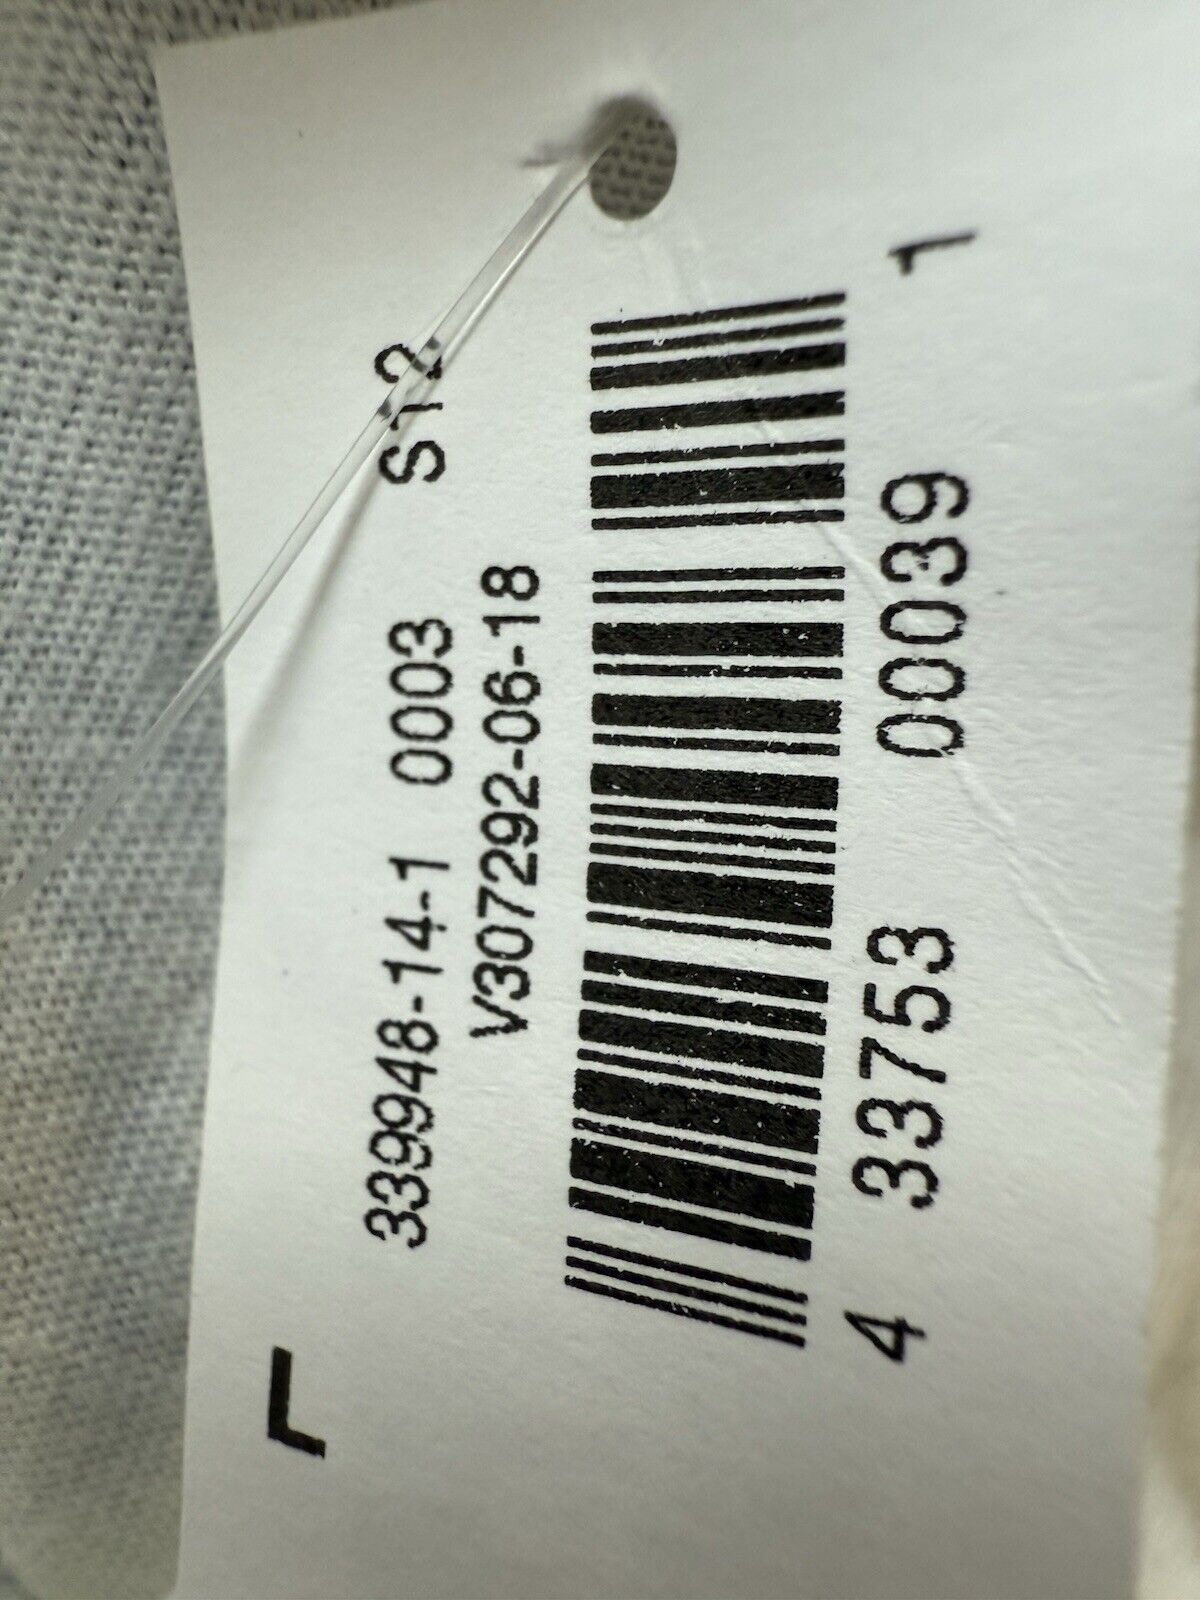 L
339948-14-1 0003 S12
V307292-06-18
4 33753 00039 1